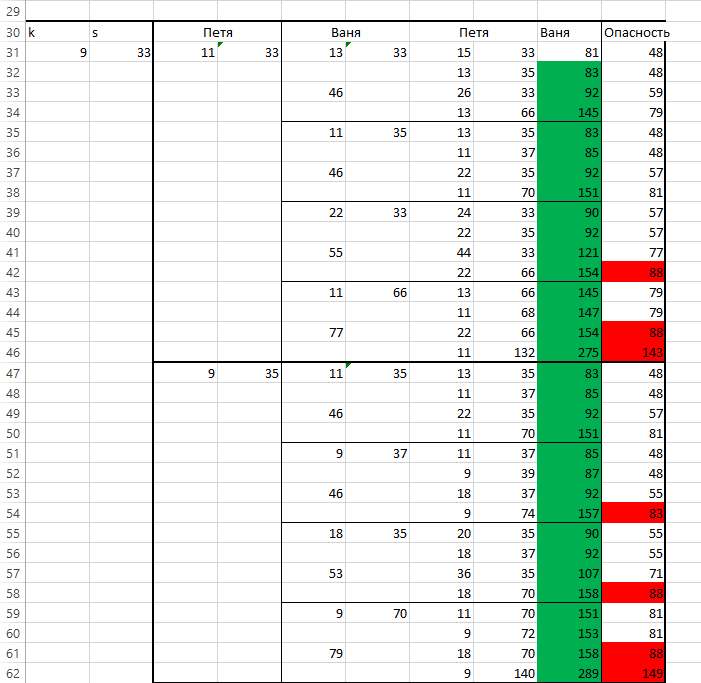 29
30 k s Петя Ваня Петя Ваня Опасность
31 9 33 11 33 13 33 15 33 81 48
32 13 35 83 48
33 46 26 33 92 59
34 13 66 145 79
35 11 35 13 35 83 48
36 11 37 85 48
37 46 22 35 92 57
38 11 70 151 81
39 22 33 24 33 90 57
40 22 35 92 57
41 55 44 33 121 77
42 22 66 154 88
43 11 66 13 66 145 79
44 11 68 147 79
45 77 22 66 154 88
46 11 132 275 143
47 9 35 11 35 13 35 83 48
48 11 37 85 48
49 46 22 35 92 57
50 11 70 151 81
51 9 37 11 37 85 48
52 9 39 87 48
53 46 18 37 92 55
54 9 74 157 83
55 18 35 20 35 90 55
56 18 37 92 55
57 53 36 35 107 71
58 18 70 158 88
59 9 70 11 70 151 81
60 9 72 153 81
61 79 18 70 158 88
62 9 140 289 149